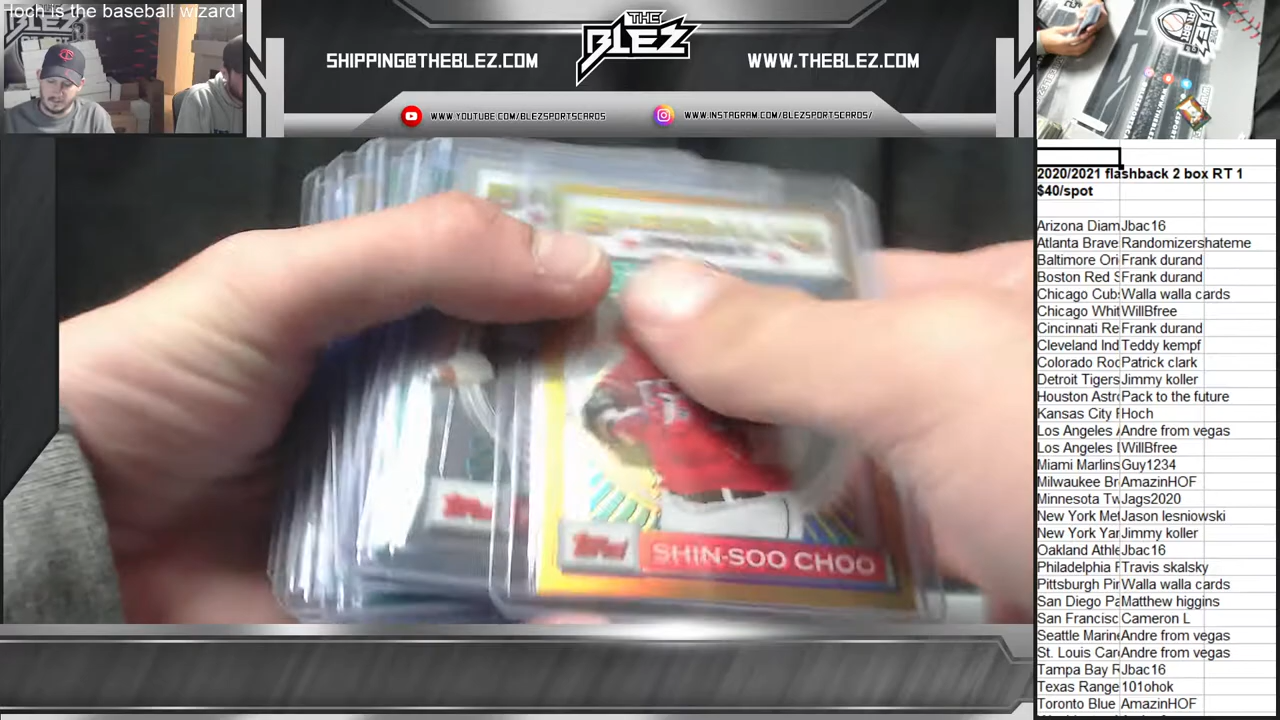 Hoch is the baseball wizard
THE
BLEZ
SHIPPING@THEBLEZ.COM
WWW.THEBLEZ.COM
WWW.YOUTUBE.COM/BLEZSPORTSCARDS
WWW.INSTAGRAM.COM/BLEZSPORTSCARDS/
Topps
SHIN-SOO CHOO
2020/2021 flashback 2 box RT 1
$40/spot
Arizona Diam Jbac16
Atlanta Brave Randomizershateme
Baltimore Ori Frank durand
Boston Red S Frank durand
Chicago Cub Walla walla cards
Chicago Whit WillBfree
Cincinnati Re Frank durand
Cleveland Ind Teddy kempf
Colorado Roc Patrick clark
Detroit Tigers Jimmy koller
Houston Astr Pack to the future
Kansas City Hoch
Los Angeles Andre from vegas
Los Angeles WillBfree
Miami Marlins Guy1234
Milwaukee Br AmazinHOF
Minnesota Tw Jags2020
New York Met Jason lesniowski
New York Yan Jimmy koller
Oakland Athle Jbac16
Philadelphia Travis skalsky
Pittsburgh Pir Walla walla cards
San Diego Pa Matthew higgins
San Francisc Cameron L
Seattle Marine Andre from vegas
St. Louis Car Andre from vegas
Tampa Bay R Jbac16
Texas Range 101ohok
Toronto Blue AmazinHOF